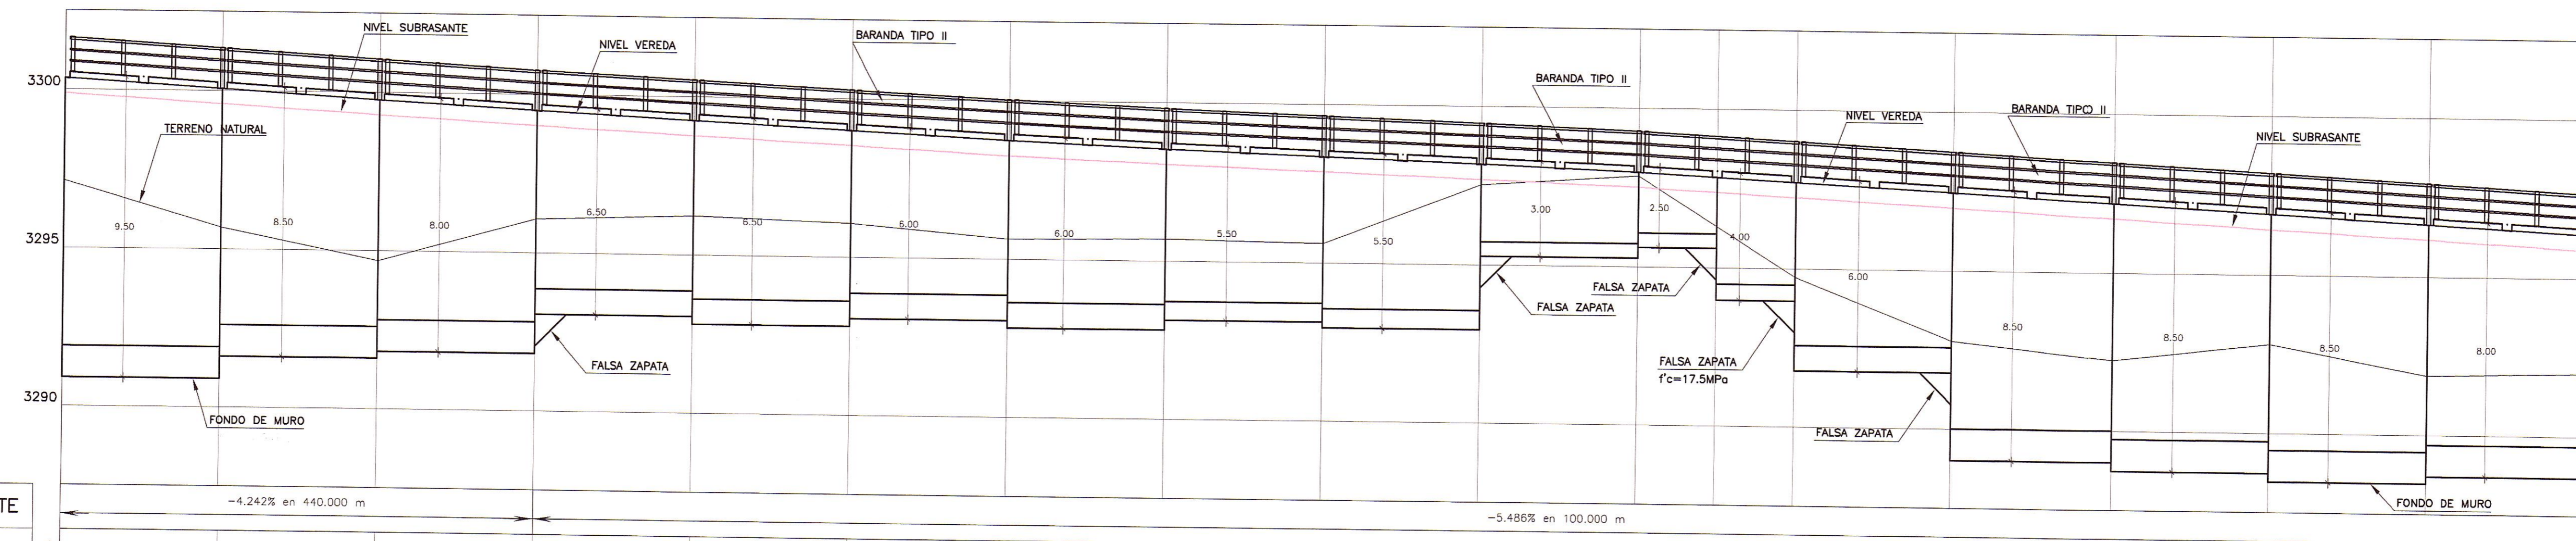 NIVEL SUBRASANTE
NIVEL VEREDA
BARANDA TIPO II
BARANDA TIPO II
NIVEL VEREDA
BARANDA TIPO II
NIVEL SUBRASANTE
3300
TERRENO NATURAL
3295
9.50
8.50
8.00
6.50
6.50
6.00
6.00
5.50
5.50
3.00
2.50
4.00
6.00
8.50
8.50
8.50
8.00
FALSA ZAPATA
FALSA ZAPATA
FALSA ZAPATA
FALSA ZAPATA
f'c=17.5MPa
FALSA ZAPATA
3290
FONDO DE MURO
FONDO DE MURO
TE
-4.242% en 440.000 m
-5.486% en 100.000 m